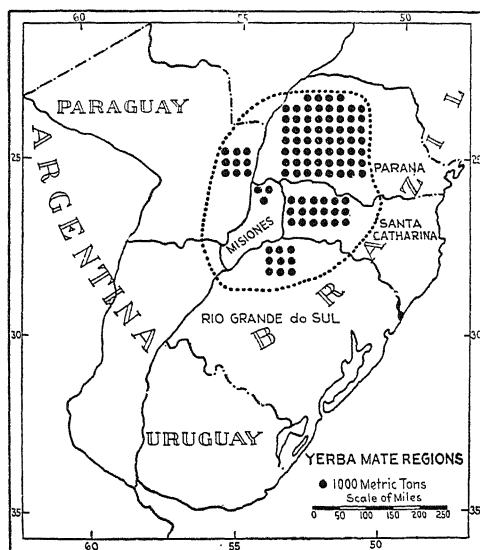 60 55 50
PARAGUAY
ARGENTINA
BRAZIL
25 25
PARANA
MISIONES
SANTA
CATHARINA
RIO GRANDE do SUL
30 30
URUGUAY
YERBA MATE REGIONS
1000 Metric Tons
Scale of Miles
0 50 100 150 200 250
35 35
60 55 50